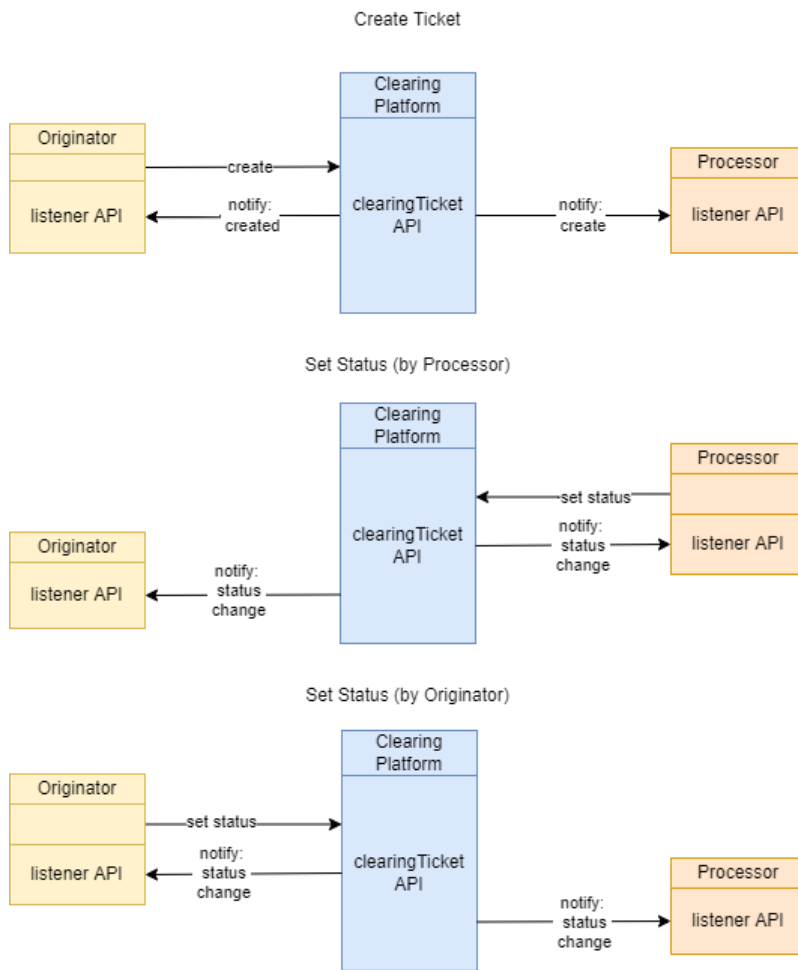 Create Ticket
Clearing
Platform
Originator
create
Processor
listener API
notify:
created
clearingTicket
API
notify:
create
listener API
Set Status (by Processor)
Clearing
Platform
Processor
set status
Originator
clearingTicket
API
notify:
status
change
listener API
listener API
notify:
status
change
Set Status (by Originator)
Clearing
Platform
Originator
set status
listener API
notify:
status
change
clearingTicket
API
Processor
notify:
status
change
listener API